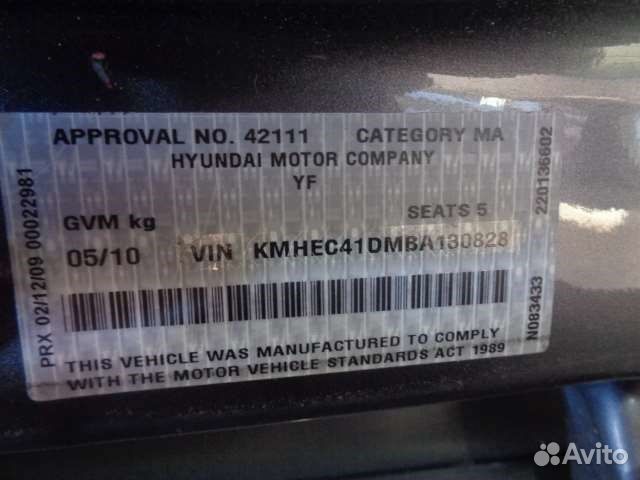 APPROVAL NO. 42111 CATEGORY MA
HYUNDAI MOTOR COMPANY
YF
GVM kg SEATS 5
05/10 VIN KMHEC41DMBA130828
THIS VEHICLE WAS MANUFACTURED TO COMPLY
WITH THE MOTOR VEHICLE STANDARDS ACT 1989
PRX 02/12/09 00022981
220136602
N083433
Avito